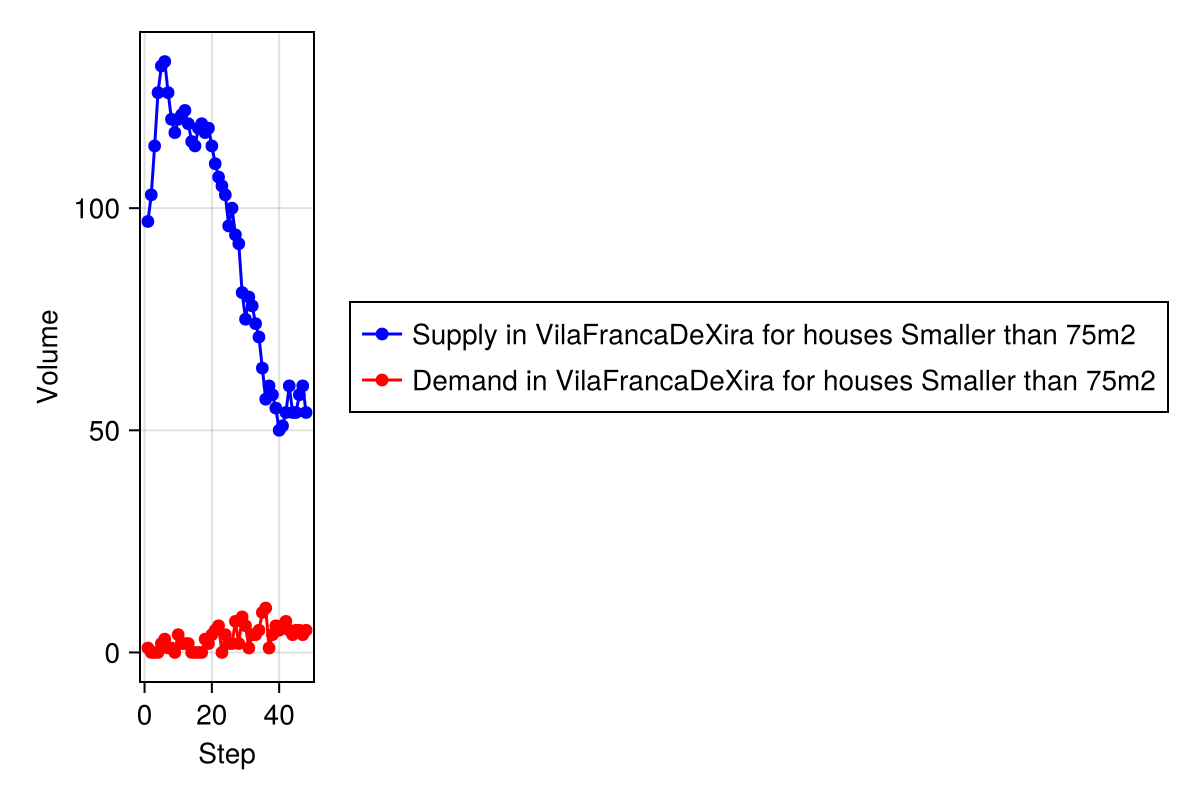 Volume
100
50
0
0 20 40
Step
Supply in VilaFrancaDeXira for houses Smaller than 75m2
Demand in VilaFrancaDeXira for houses Smaller than 75m2